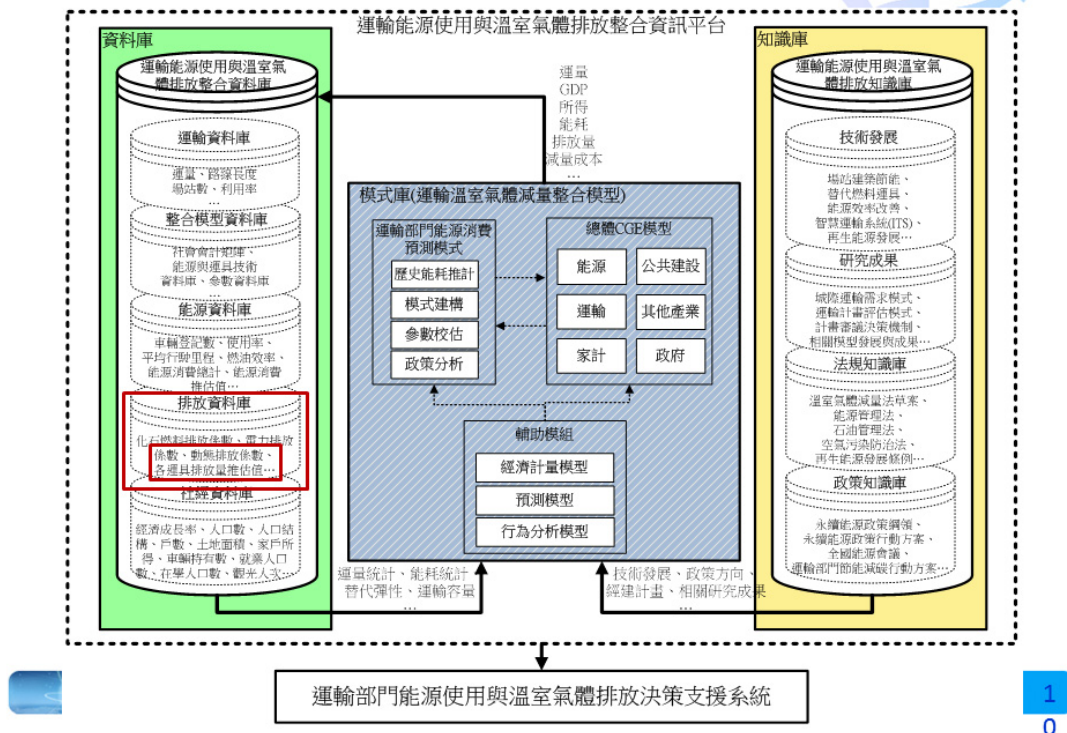 運輸能源使用與溫室氣體排放整合資訊平台
資料庫
運輸能源使用與溫室氣
體排放整合資料庫
運輸資料庫
運量、路線長度
場站數、利用率
…
整合模型資料庫
社會會計矩庫、
能源與運具技術
資料庫、參數資料庫
能源資料庫
車輛登記數、使用率、
平均行駛里程、燃油效率、
能源消費總計、能源消費
推估值…
排放資料庫
化石燃料排放係數、電力排放
係數、動態排放係數、
各運具排放量推估值…
社經資料庫
經濟成長率、人口數、人口結
構、戶數、土地面積、家戶所
得、車輛持有數、就業人口
數、在學人口數、觀光人次…
運量
GDP
所得
能耗
排放量
減量成本
…
模式庫(運輸溫室氣體減量整合模型)
運輸部門能源消費
預測模式
歷史能耗推計
模式建構
參數校估
政策分析
總體CGE模型
能源
公共建設
運輸
其他產業
家計
政府
輔助模組
經濟計量模型
預測模型
行為分析模型
運量統計、能耗統計
替代彈性、運輸容量
…
技術發展、政策方向、
經建計畫、相關研究成果
…
知識庫
運輸能源使用與溫室氣
體排放知識庫
技術發展
場站建築節能、
替代燃料運具、
能源效率改善、
智慧運輸系統(ITS)、
再生能源發展…
研究成果
城際運輸需求模式、
運輸計畫評估模式、
計畫審議決策機制、
相關模型發展與成果…
法規知識庫
溫室氣體減量法草案、
能源管理法、
石油管理法、
空氣污染防治法、
再生能源發展條例…
政策知識庫
永續能源政策綱領、
永續能源政策行動方案、
全國能源會議、
運輸部門節能減碳行動方案…
運輸部門能源使用與溫室氣體排放決策支援系統
1
0